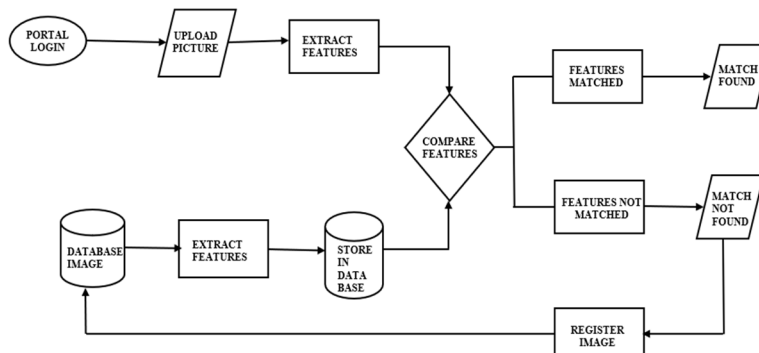 PORTAL
LOGIN
UPLOAD
PICTURE
EXTRACT
FEATURES
FEATURES
MATCHED
MATCH
FOUND
COMPARE
FEATURES
FEATURES NOT
MATCHED
MATCH
NOT
FOUND
DATABASE
IMAGE
EXTRACT
FEATURES
STORE
IN
DATA
BASE
REGISTER
IMAGE